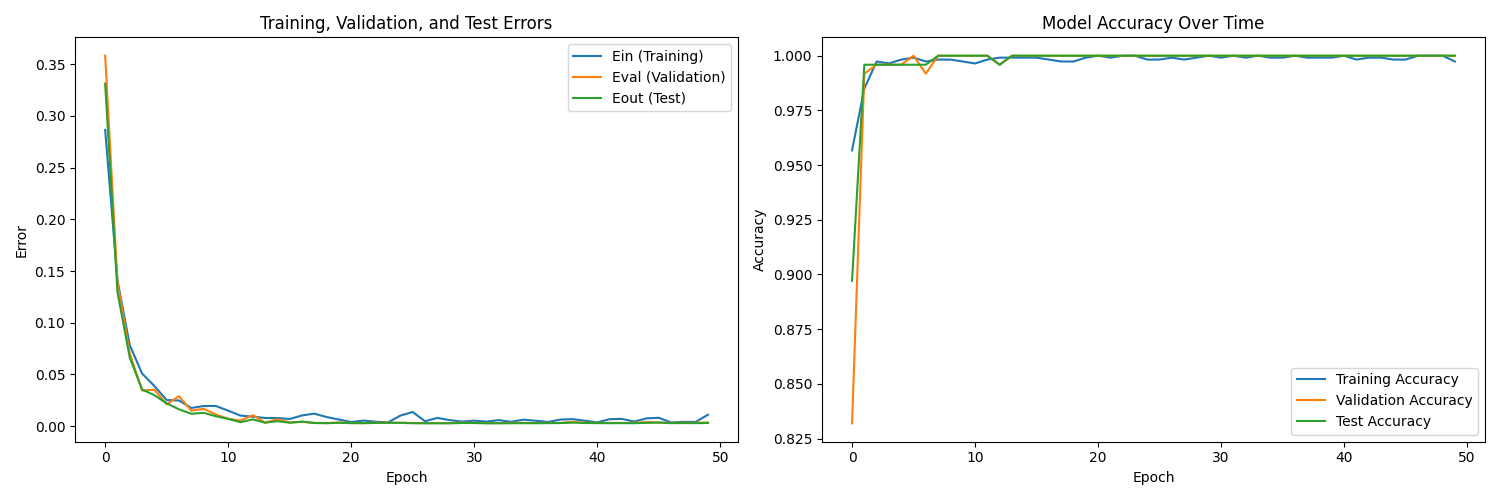 Training, Validation, and Test Errors
Ein (Training)
Eval (Validation)
Eout (Test)
Error
0.35
0.30
0.25
0.20
0.15
0.10
0.05
0.00
0
10
20
30
40
50
Epoch
Model Accuracy Over Time
Accuracy
1.000
0.975
0.950
0.925
0.900
0.875
0.850
0.825
Training Accuracy
Validation Accuracy
Test Accuracy
0
10
20
30
40
50
Epoch